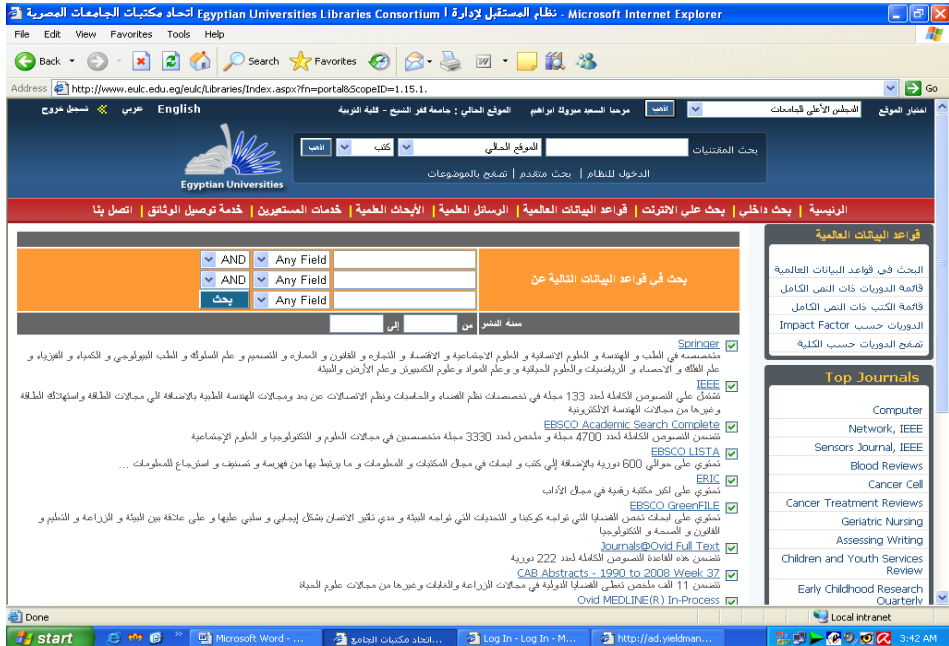 اتحاد مكتبات الجامعات المصرية Egyptian Universities Libraries Consortium نظام المستقبل لإدارة ا - Microsoft Internet Explorer
File Edit View Favorites Tools Help
Back Search Favorites
Address http://www.eulc.edu.eg/eulc/Libraries/Index.aspx?fn=portal&ScopeID=1.15.1. Go
اختيار الموقع المجلس الأعلى للجامعات اذهب مرحبا السعيد مبروك ابراهيم الموقع الحالي : جامعة كفر الشيخ - كلية التربية English عربي تسجيل خروج
بحث المقتنيات الموقع الحالي كتب اذهب
الدخول للنظام | بحث متقدم | تصفح بالموضوعات
Egyptian Universities
الرئيسية | بحث داخلي | بحث علي الانترنت | قواعد البيانات العالمية | الرسائل العلمية | الأبحاث العلمية | خدمات المستعيرين | خدمة توصيل الوثائق | اتصل بنا
قواعد البيانات العالمية
البحث في قواعد البيانات العالمية
قائمة الدوريات ذات النص الكامل
قائمة الكتب ذات النص الكامل
الدوريات حسب Impact Factor
تصفح الدوريات حسب الكلية
Top Journals
Computer
Network, IEEE
Sensors Journal, IEEE
Blood Reviews
Cancer Cell
Cancer Treatment Reviews
Geriatric Nursing
Assessing Writing
Children and Youth Services
Review
Early Childhood Research
Quarterly
بحث في قواعد البيانات التالية عن
Any Field AND
Any Field AND
Any Field بحث
سنة النشر من إلى
Springer
متخصصه في الطب و الهندسة و العلوم الانسانية و العلوم الاجتماعية و الاقتصاد و التجاره و القانون و العماره و التصميم و علم السلوك و الطب البيولوجي و الكمياء و الفيزياء و
علم الفلك و الاحصاء و الرياضيات والعلوم الحياتية و وعلم المواد وعلوم الكمبيوتر وعلم الأرض والبيئة
IEEE
تشتمل على النصوص الكاملة لعدد 133 مجلة في تخصصات نظم الفضاء والحاسبات ونظم الاتصالات عن بعد ومجالات الهندسة الطبية بالاضافة الي مجالات الطاقة واستهلاك الطاقة
وغيرها من مجالات الهندسة الالكترونية
EBSCO Academic Search Complete
تتضمن النصوص الكاملة لعدد 4700 مجلة و ملخص لعدد 3330 مجلة متخصصين في مجالات العلوم و التكنولوجيا و العلوم الإجتماعية
EBSCO LISTA
تحتوي على حوالي 600 دورية بالإضافة إلي كتب و ابحاث في مجال المكتبات و المعلومات و ما يرتبط بها من فهرسة و تصنيف و استرجاع للمعلومات ...
ERIC
تحتوي على اكبر مكتبة رقمية في مجال الآداب
EBSCO GreenFILE
تحتوي على ابحاث تخص القضايا التي تواجه كوكبنا و التحديات التي تواجه البيئة و مدي تاثير الانسان بشكل إيجابي و سلبي عليها و على علاقة بين البيئة و الزراعة و التعليم و
القانون و الصحة و التكنولوجيا
Journals@Ovid Full Text
تتضمن هذه القاعدة النصوص الكاملة لعدد 222 دورية
CAB Abstracts - 1990 to 2008 Week 37
تتضمن 11 الف ملخص تغطى القضايا الدولية في مجالات الزراعة والغابات وغيرها من مجالات علوم الحياة
Ovid MEDLINE(R) In-Process
Done Local intranet
start Microsoft Word - ... اتحاد مكتبات الجامع... Log In - Log In - M... http://ad.yieldman... 3:42 AM